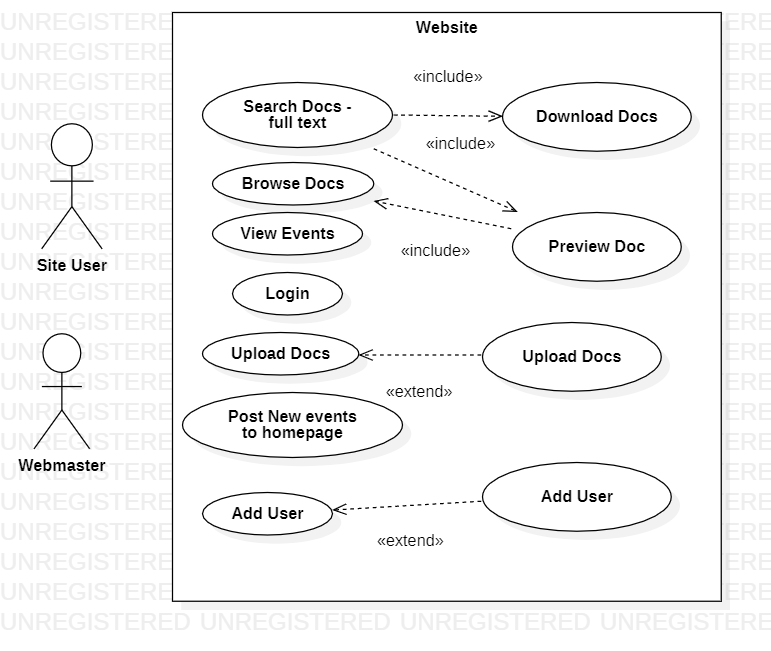 Website
«include»
Search Docs -
full text
Download Docs
«include»
Browse Docs
View Events
Preview Doc
«include»
Site User
Login
Upload Docs
Upload Docs
«extend»
Post New events
to homepage
Webmaster
Add User
Add User
«extend»
UNREGISTERED UNREGISTERED UNREGISTERED UNREGISTERED